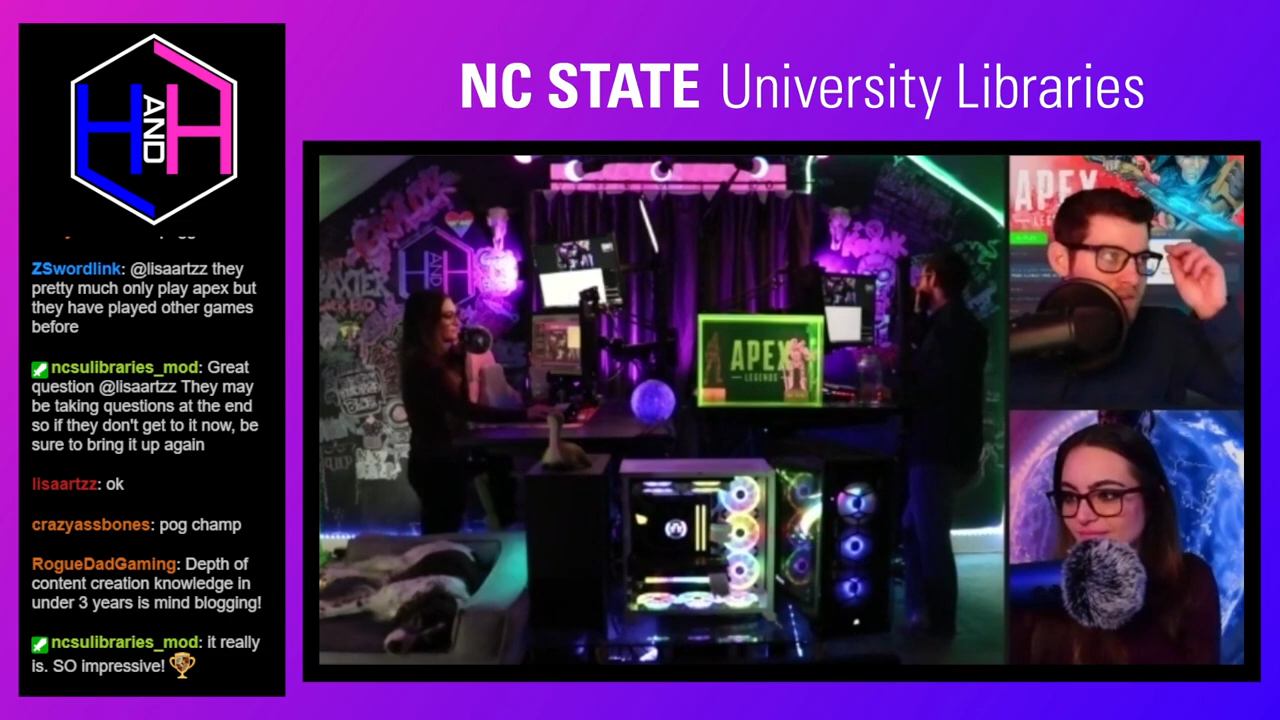 H AND H
ZSwordlink: @lisaartzz they
pretty much only play apex but
they have played other games
before
ncsulibraries_mod: Great
question @lisaartzz They may
be taking questions at the end
so if they don't get to it now, be
sure to bring it up again
lisaartzz: ok
crazyassbones: pog champ
RogueDadGaming: Depth of
content creation knowledge in
under 3 years is mind blogging!
ncsulibraries_mod: it really
is. SO impressive!
NC STATE University Libraries
H AND H
APEX
LEGENDS
APEX